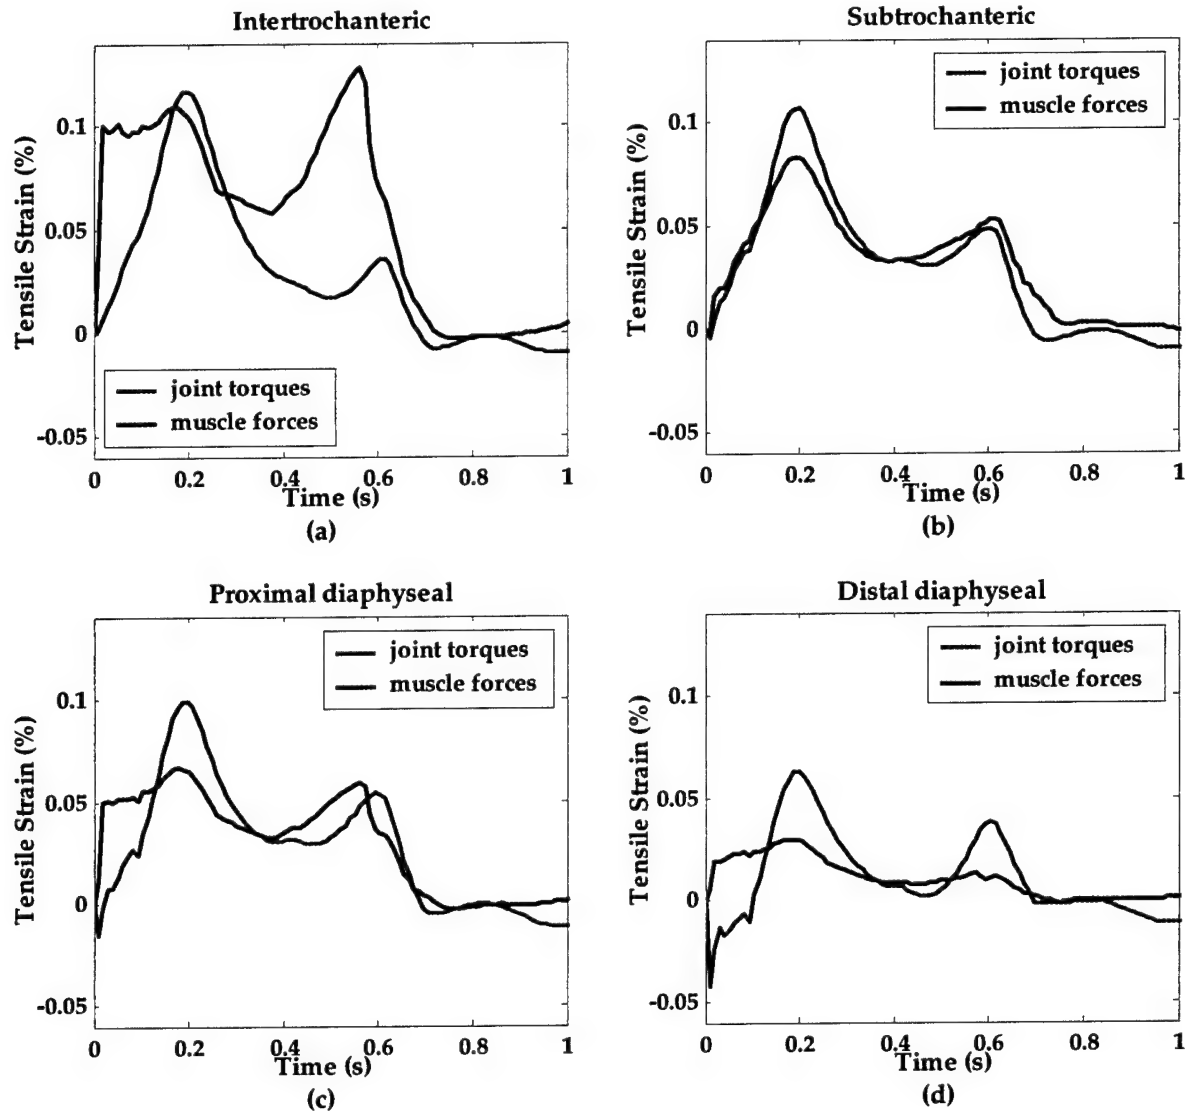 Intertrochanteric
Tensile Strain (%)
0.1
0.05
0
-0.05
joint torques
muscle forces
0 0.2 0.4 0.6 0.8 1
Time (s)
(a)
Subtrochanteric
Tensile Strain (%)
0.1
0.05
0
-0.05
joint torques
muscle forces
0 0.2 0.4 0.6 0.8 1
Time (s)
(b)
Proximal diaphyseal
Tensile Strain (%)
0.1
0.05
0
-0.05
joint torques
muscle forces
0 0.2 0.4 0.6 0.8 1
Time (s)
(c)
Distal diaphyseal
Tensile Strain (%)
0.1
0.05
0
-0.05
joint torques
muscle forces
0 0.2 0.4 0.6 0.8 1
Time (s)
(d)